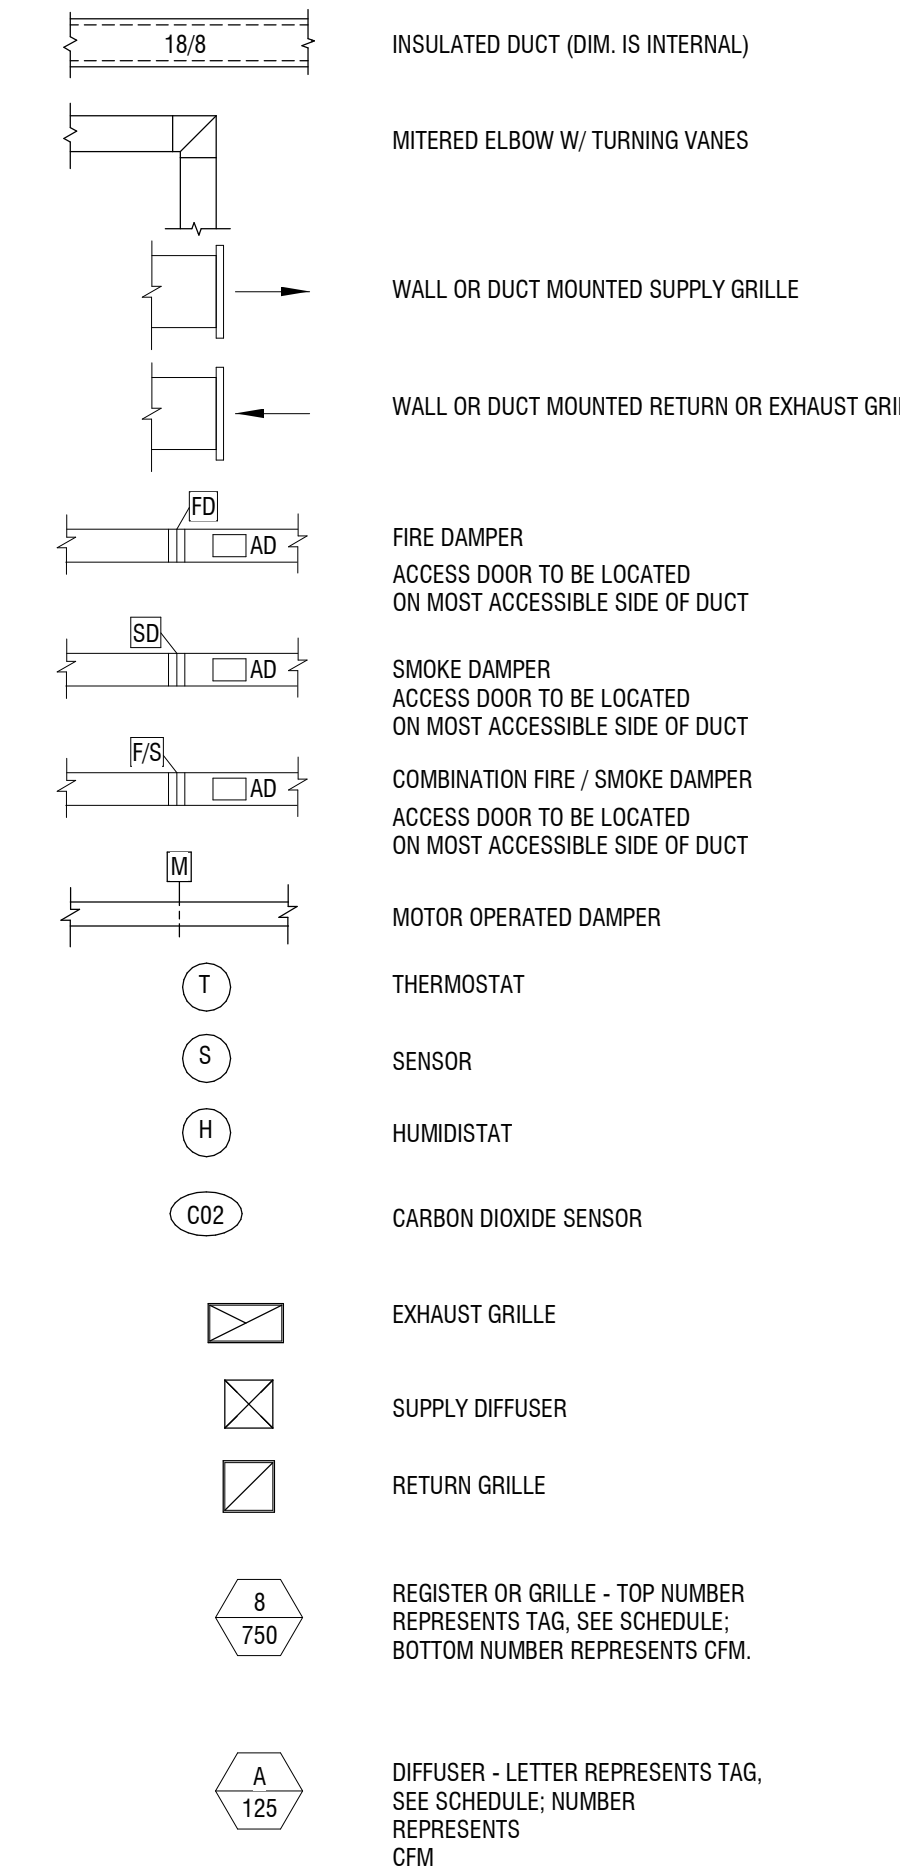 18/8 INSULATED DUCT (DIM. IS INTERNAL)
MITERED ELBOW W/ TURNING VANES
WALL OR DUCT MOUNTED SUPPLY GRILLE
WALL OR DUCT MOUNTED RETURN OR EXHAUST
FD
AD FIRE DAMPER
ACCESS DOOR TO BE LOCATED
ON MOST ACCESSIBLE SIDE OF DUCT
SD
AD SMOKE DAMPER
ACCESS DOOR TO BE LOCATED
ON MOST ACCESSIBLE SIDE OF DUCT
F/S
AD COMBINATION FIRE / SMOKE DAMPER
ACCESS DOOR TO BE LOCATED
ON MOST ACCESSIBLE SIDE OF DUCT
M
MOTOR OPERATED DAMPER
T THERMOSTAT
S SENSOR
H HUMIDISTAT
C02 CARBON DIOXIDE SENSOR
EXHAUST GRILLE
SUPPLY DIFFUSER
RETURN GRILLE
8
750
REGISTER OR GRILLE - TOP NUMBER
REPRESENTS TAG, SEE SCHEDULE;
BOTTOM NUMBER REPRESENTS CFM.
A
125
DIFFUSER - LETTER REPRESENTS TAG,
SEE SCHEDULE; NUMBER
REPRESENTS
CFM